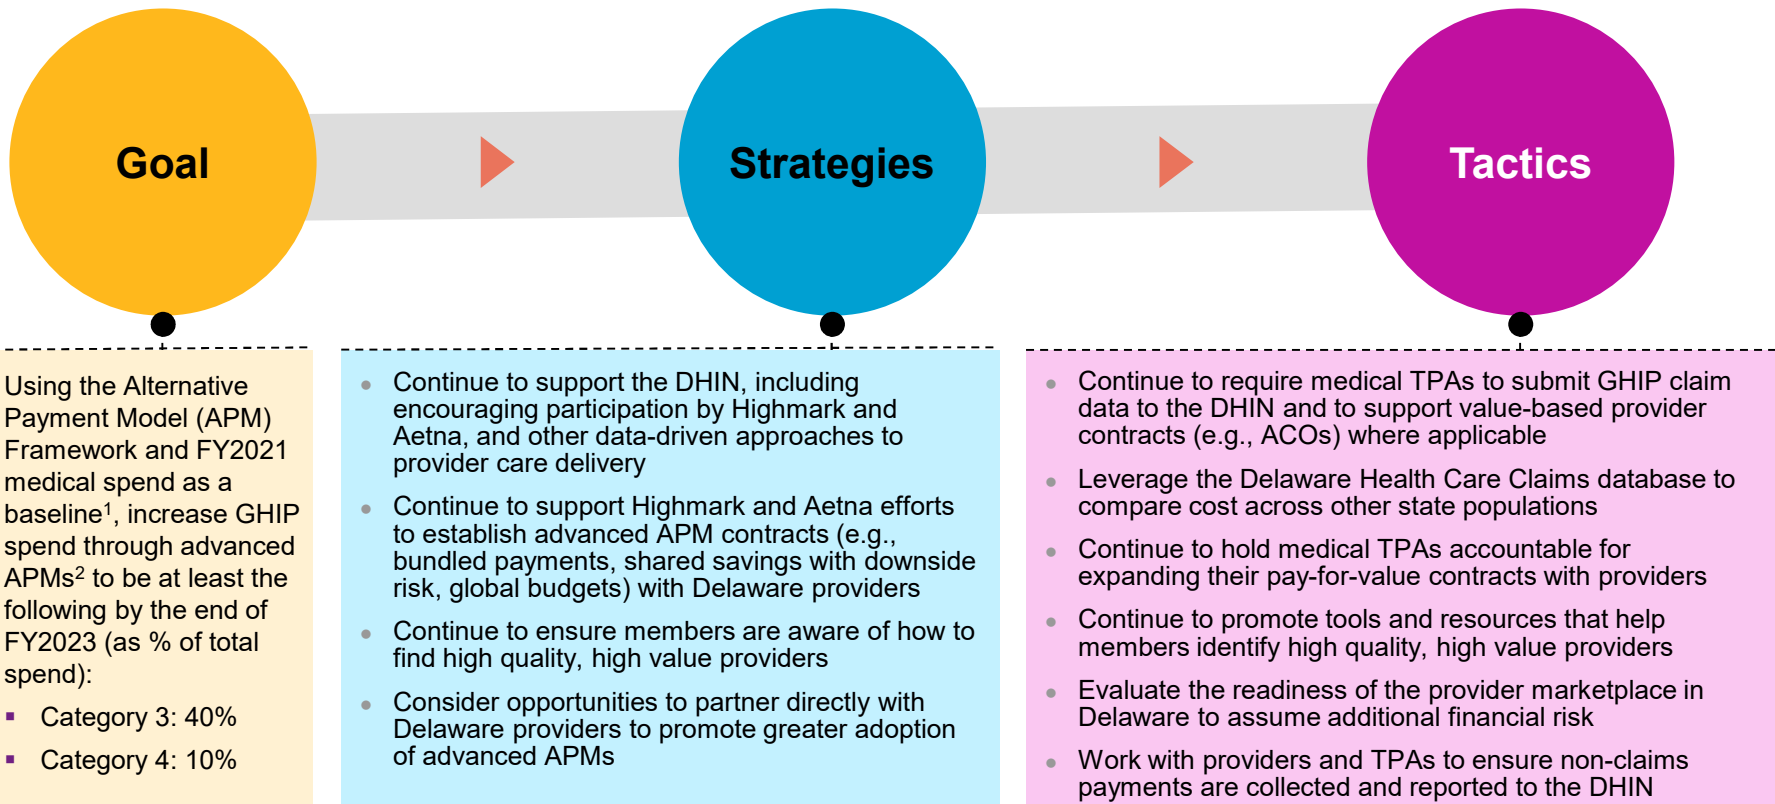 Goal
Strategies
Tactics
Using the Alternative
Payment Model (APM)
Framework and FY2021
medical spend as a
baseline¹, increase GHIP
spend through advanced
APMs² to be at least the
following by the end of
FY2023 (as % of total
spend):
▪ Category 3: 40%
▪ Category 4: 10%
• Continue to support the DHIN, including
encouraging participation by Highmark and
Aetna, and other data-driven approaches to
provider care delivery
• Continue to support Highmark and Aetna efforts
to establish advanced APM contracts (e.g.,
bundled payments, shared savings with downside
risk, global budgets) with Delaware providers
• Continue to ensure members are aware of how to
find high quality, high value providers
• Consider opportunities to partner directly with
Delaware providers to promote greater adoption
of advanced APMs
• Continue to require medical TPAs to submit GHIP claim
data to the DHIN and to support value-based provider
contracts (e.g., ACOs) where applicable
• Leverage the Delaware Health Care Claims database to
compare cost across other state populations
• Continue to hold medical TPAs accountable for
expanding their pay-for-value contracts with providers
• Continue to promote tools and resources that help
members identify high quality, high value providers
• Evaluate the readiness of the provider marketplace in
Delaware to assume additional financial risk
• Work with providers and TPAs to ensure non-claims
payments are collected and reported to the DHIN